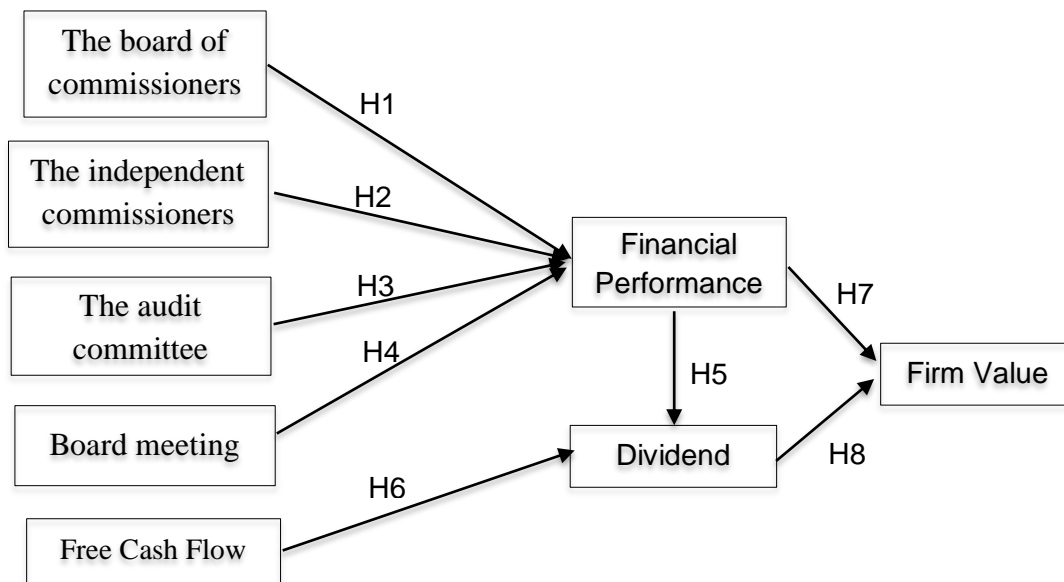 The board of
commissioners
H1
The independent
commissioners
H2
Financial
Performance
The audit
committee
H3
H7
H4
H5
Firm Value
Board meeting
Dividend
H8
H6
Free Cash Flow